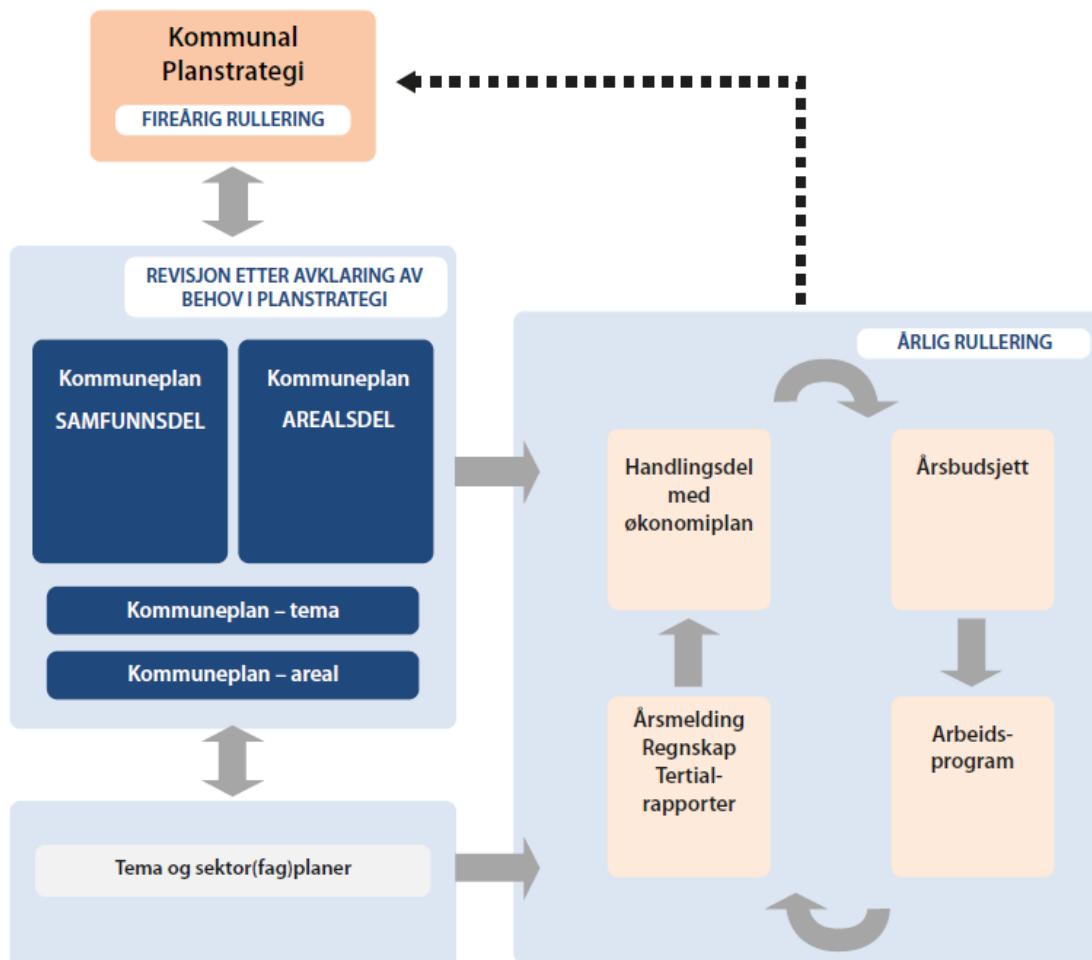 Kommunal
Planstrategi
FIREÅRIG RULLERING
REVISJON ETTER AVKLARING AV
BEHOV I PLANSTRATEGI
Kommuneplan
SAMFUNNSDEL
Kommuneplan
AREALSDEL
Kommuneplan – tema
Kommuneplan – areal
Tema og sektor(fag)planer
ÅRLIG RULLERING
Handlingsdel
med
økonomiplan
Årsbudsjett
Årsmelding
Regnskap
Tertial-
rapporter
Arbeids-
program